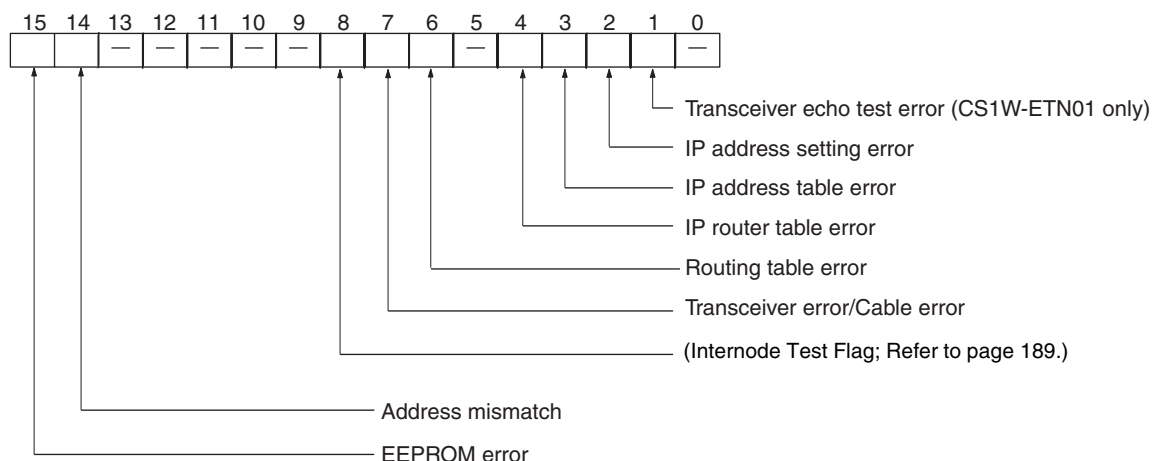 15 14 13 12 11 10 9 8 7 6 5 4 3 2 1 0
— — — — — — —
Transceiver echo test error (CS1W-ETN01 only)
IP address setting error
IP address table error
IP router table error
Routing table error
Transceiver error/Cable error
(Internode Test Flag; Refer to page 189.)
Address mismatch
EEPROM error